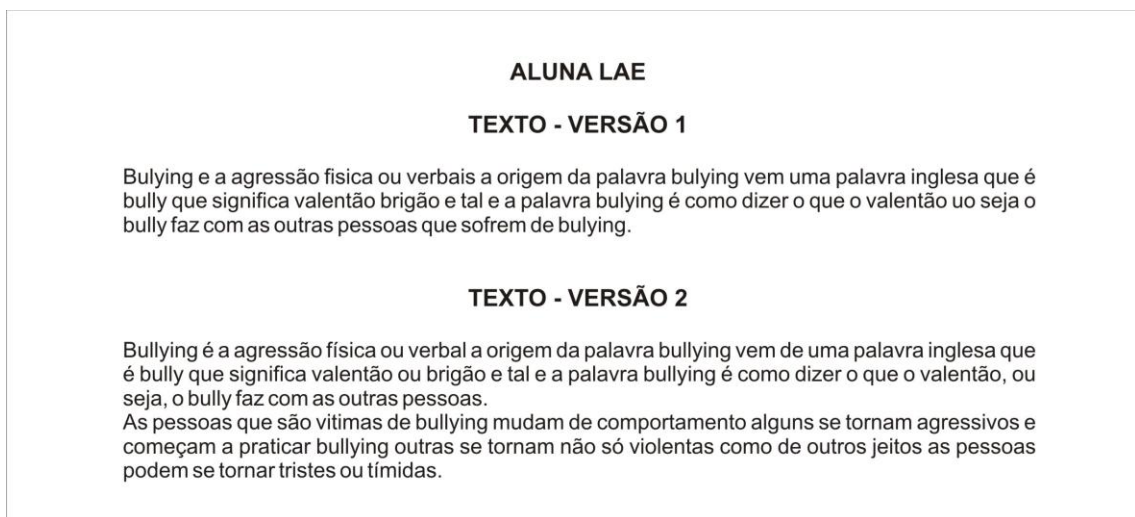 ALUNA LAE
TEXTO - VERSÃO 1
Bulying e a agressão fisica ou verbais a origem da palavra bulying vem uma palavra inglesa que é
bully que significa valentão brigão e tal e a palavra bulying é como dizer o que o valentão uo seja o
bully faz com as outras pessoas que sofrem de bulying.
TEXTO - VERSÃO 2
Bullying é a agressão física ou verbal a origem da palavra bullying vem de uma palavra inglesa que
é bully que significa valentão ou brigão e tal e a palavra bullying é como dizer o que o valentão, ou
seja, o bully faz com as outras pessoas.
As pessoas que são vitimas de bullying mudam de comportamento alguns se tornam agressivos e
começam a praticar bullying outras se tornam não só violentas como de outros jeitos as pessoas
podem se tornar tristes ou tímidas.